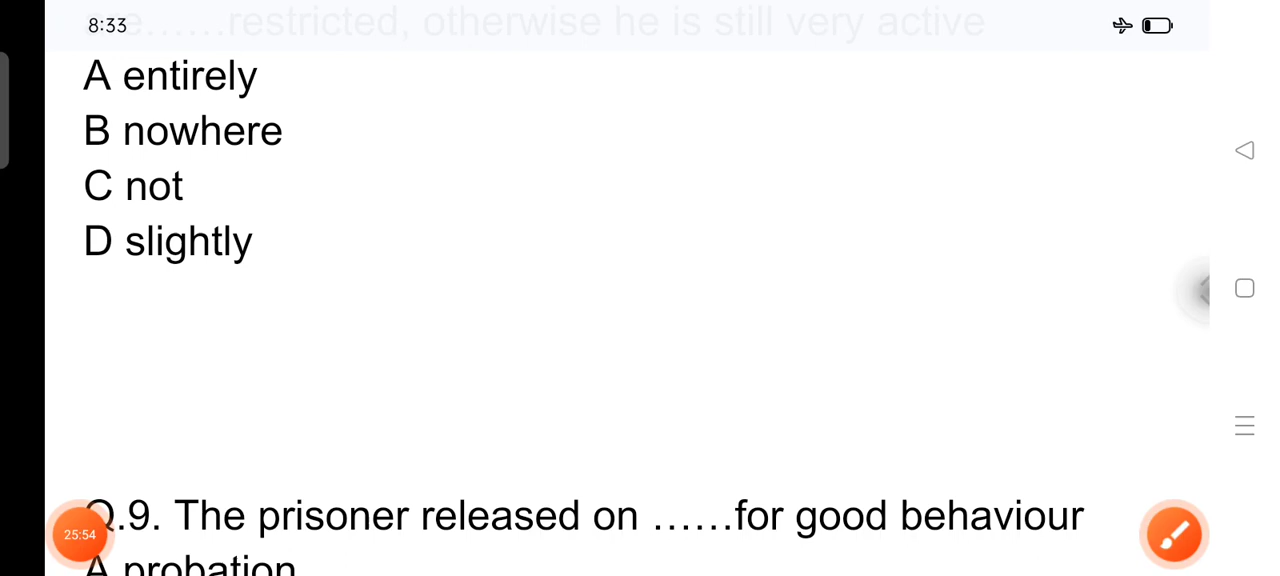 e......restricted, otherwise he is still very active
8:33
A entirely
B nowhere
C not
D slightly
Q.9. The prisoner released on ......for good behaviour
25:54
A probation